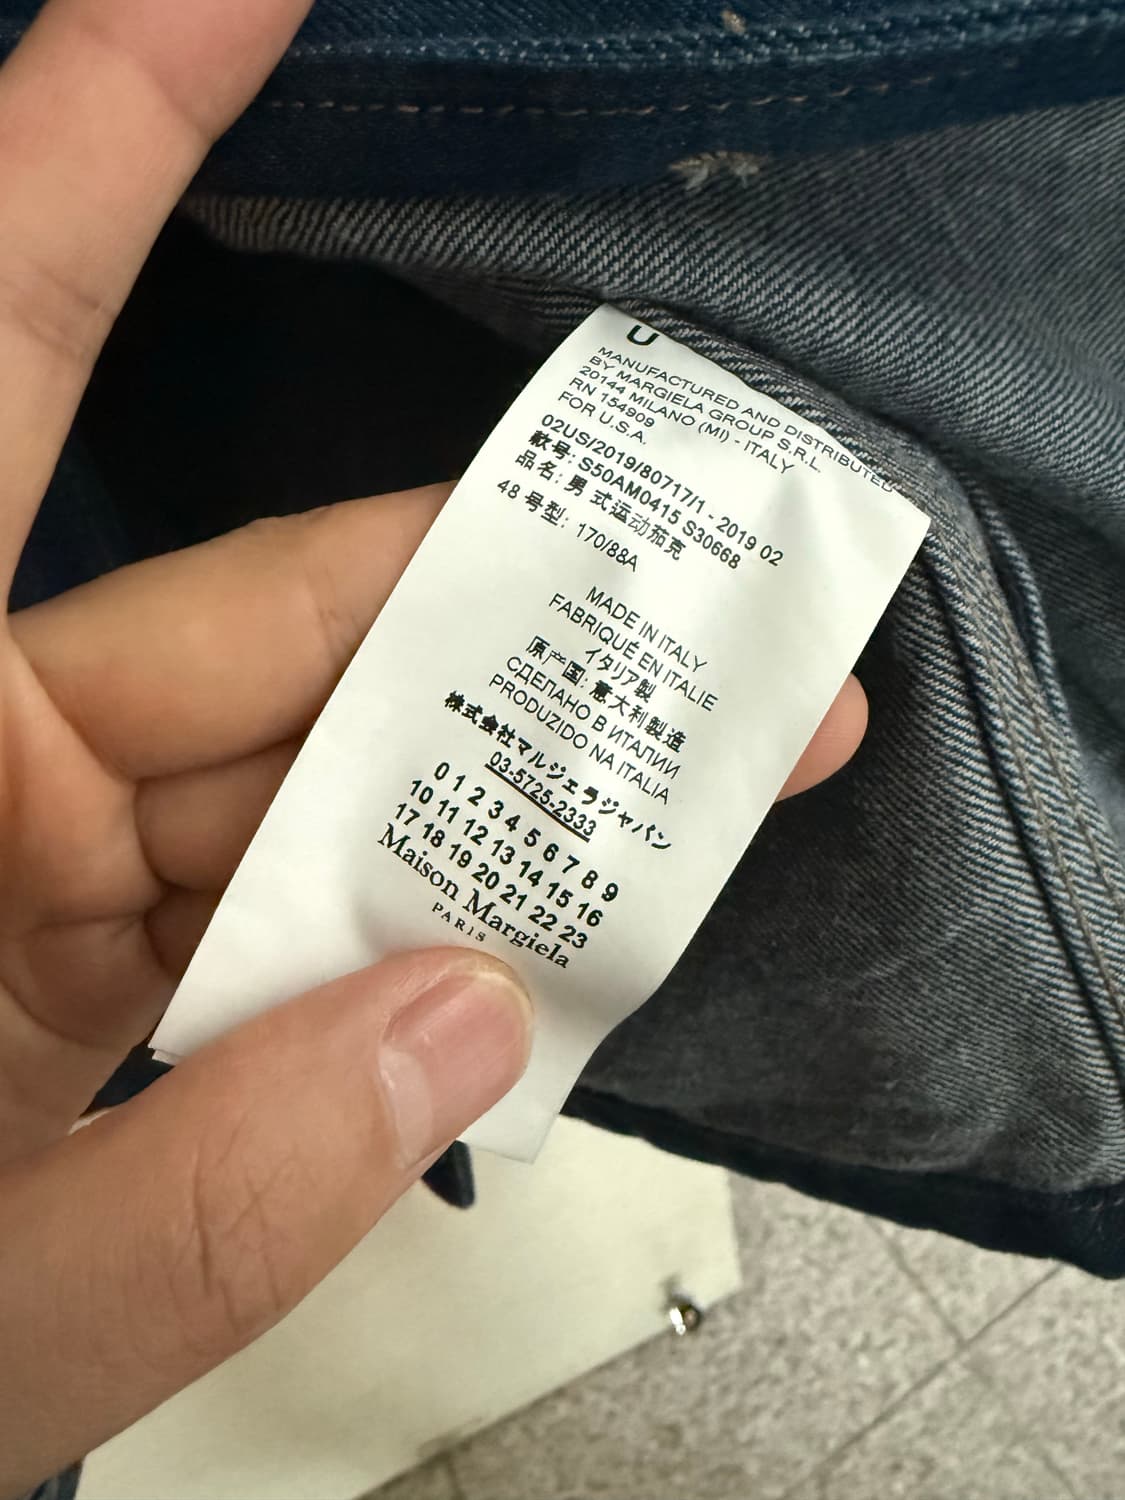 U
MANUFACTURED AND DISTRIBUTED
BY MARGIELA GROUP S.R.L.
20144 MILANO (MI) - ITALY
RN 154909
FOR U.S.A.
02US/2019/80717/1 - 2019 02
款号: S50AM0415 S30668
品名: 男 式运动茄克
48 号型: 170/88A
MADE IN ITALY
FABRIQUÉ EN ITALIE
イタリア製
原产国: 意大利製造
СДЕЛАНО В ИТАЛИИ
PRODUZIDO NA ITALIA
株式会社マルジェラジャパン
03-5725-2333
0 1 2 3 4 5 6 7 8 9
10 11 12 13 14 15 16
17 18 19 20 21 22 23
Maison Margiela
PARIS